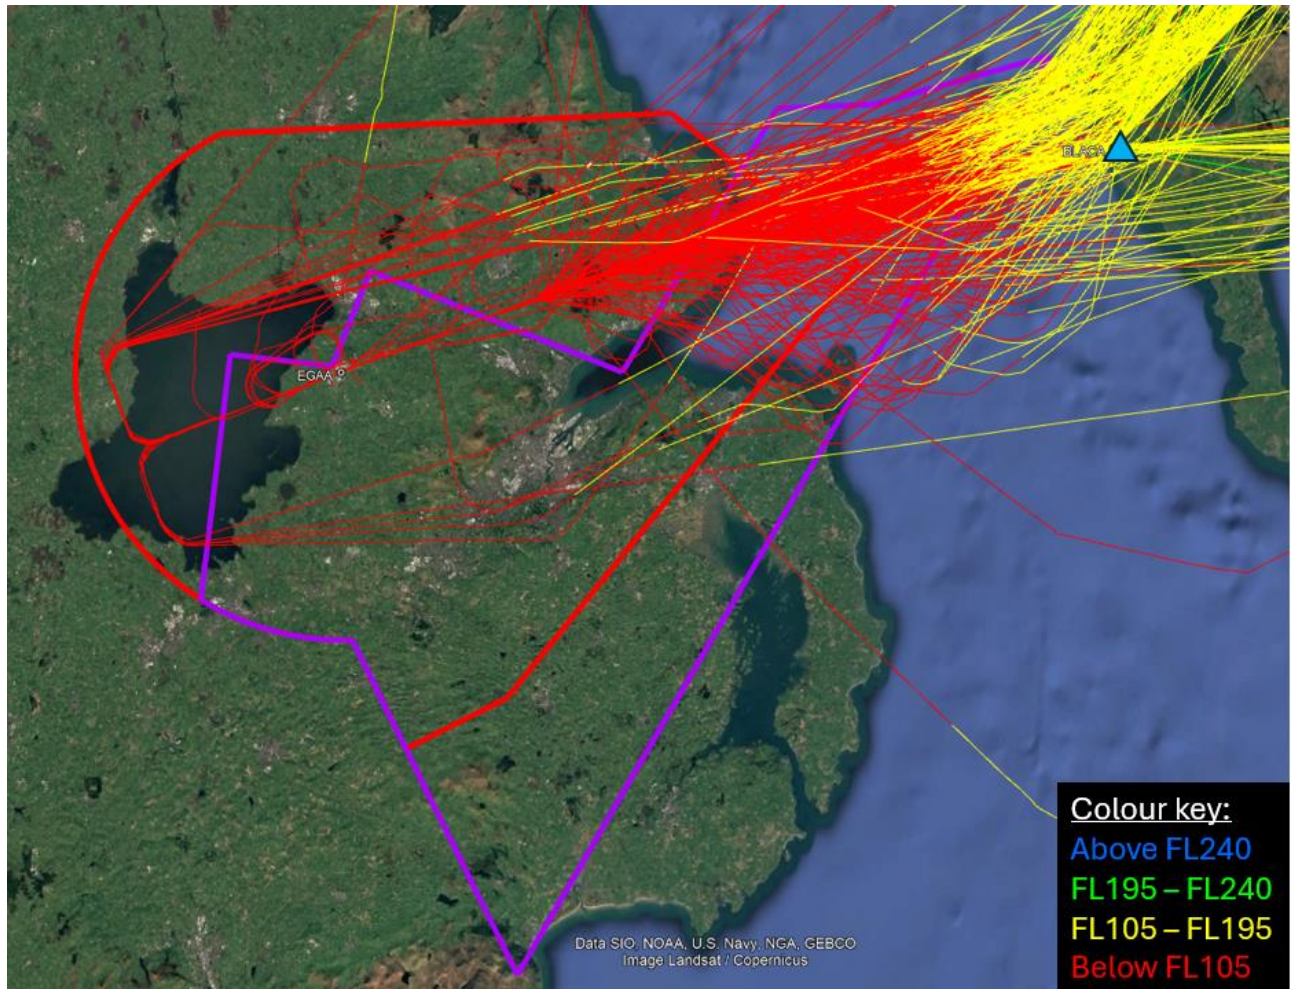 BLACA
EGAA
Colour key:
Above FL240
FL195 – FL240
FL105 – FL195
Below FL105
Data SIO, NOAA, U.S. Navy, NGA, GEBCO
Image Landsat / Copernicus